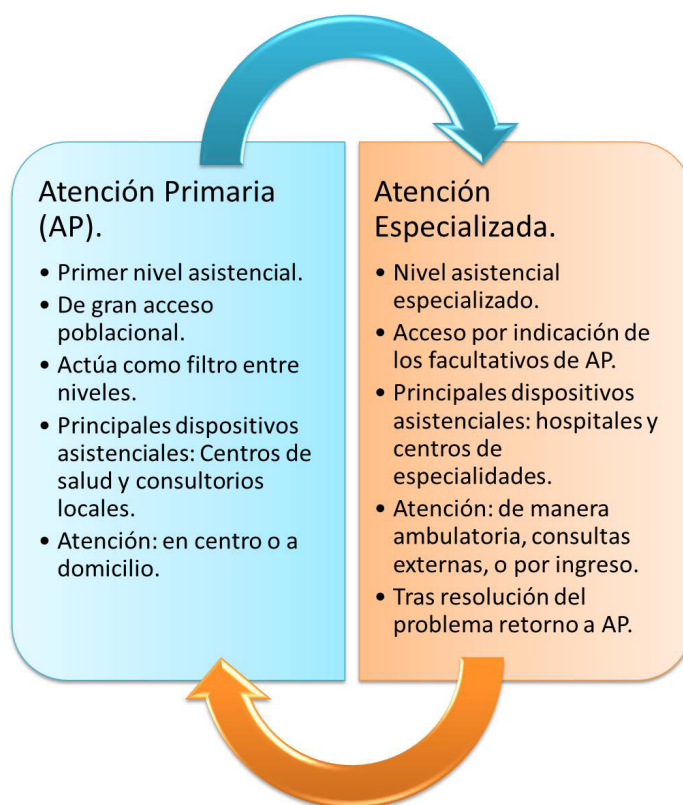 Atención Primaria
(AP).
• Primer nivel asistencial.
• De gran acceso
poblacional.
• Actúa como filtro entre
niveles.
• Principales dispositivos
asistenciales: Centros de
salud y consultorios
locales.
• Atención: en centro o a
domicilio.
Atención
Especializada.
• Nivel asistencial
especializado.
• Acceso por indicación de
los facultativos de AP.
• Principales dispositivos
asistenciales: hospitales y
centros de
especialidades.
• Atención: de manera
ambulatoria, consultas
externas, o por ingreso.
• Tras resolución del
problema retorno a AP.